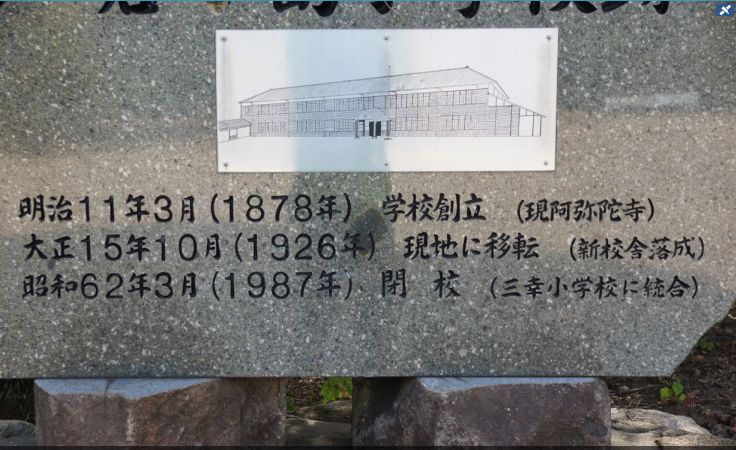 明治11年3月(1878年) 学校創立 (現阿弥陀寺)
大正15年10月(1926年) 現地に移転 (新校舎落成)
昭和62年3月(1987年) 閉 校 (三幸小学校に統合)